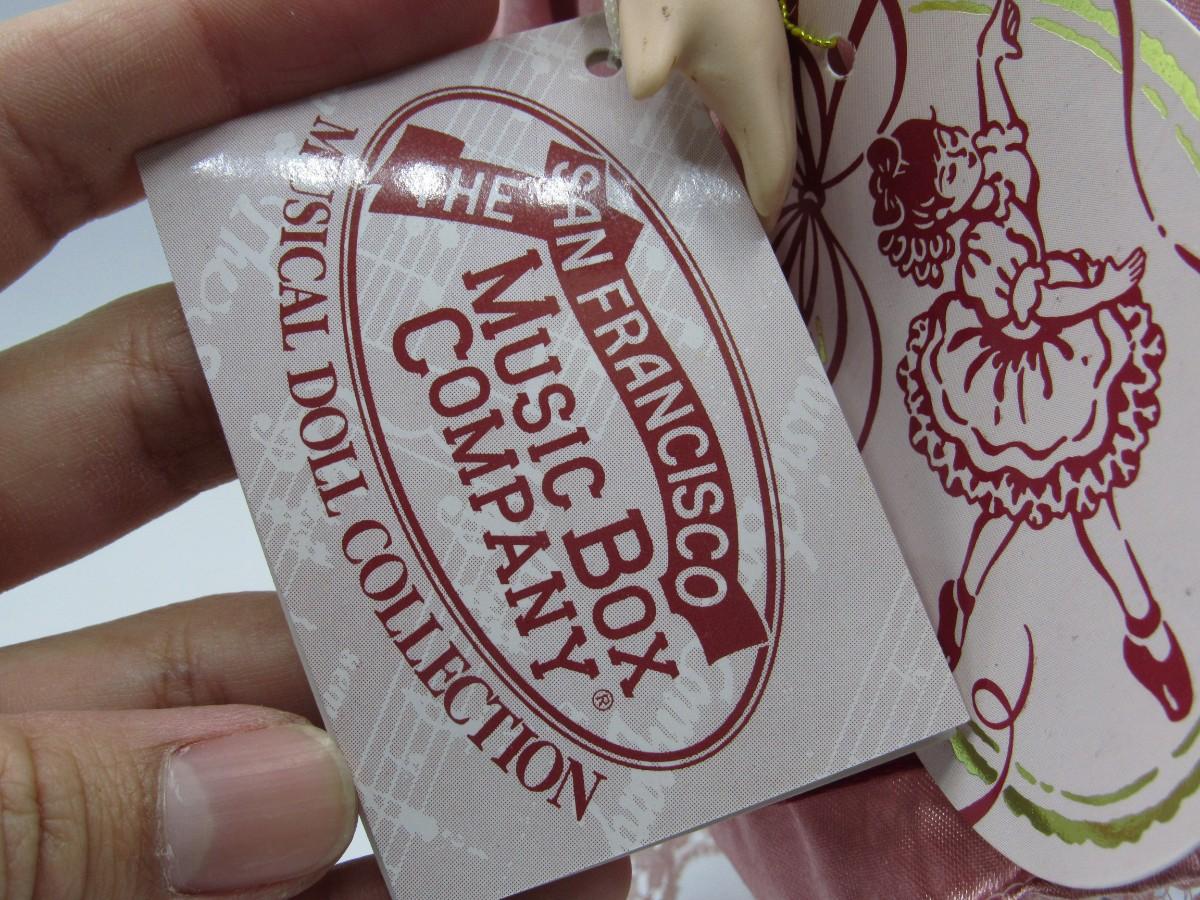 THE
SAN FRANCISCO
MUSIC BOX
COMPANY®
MUSICAL DOLL COLLECTION